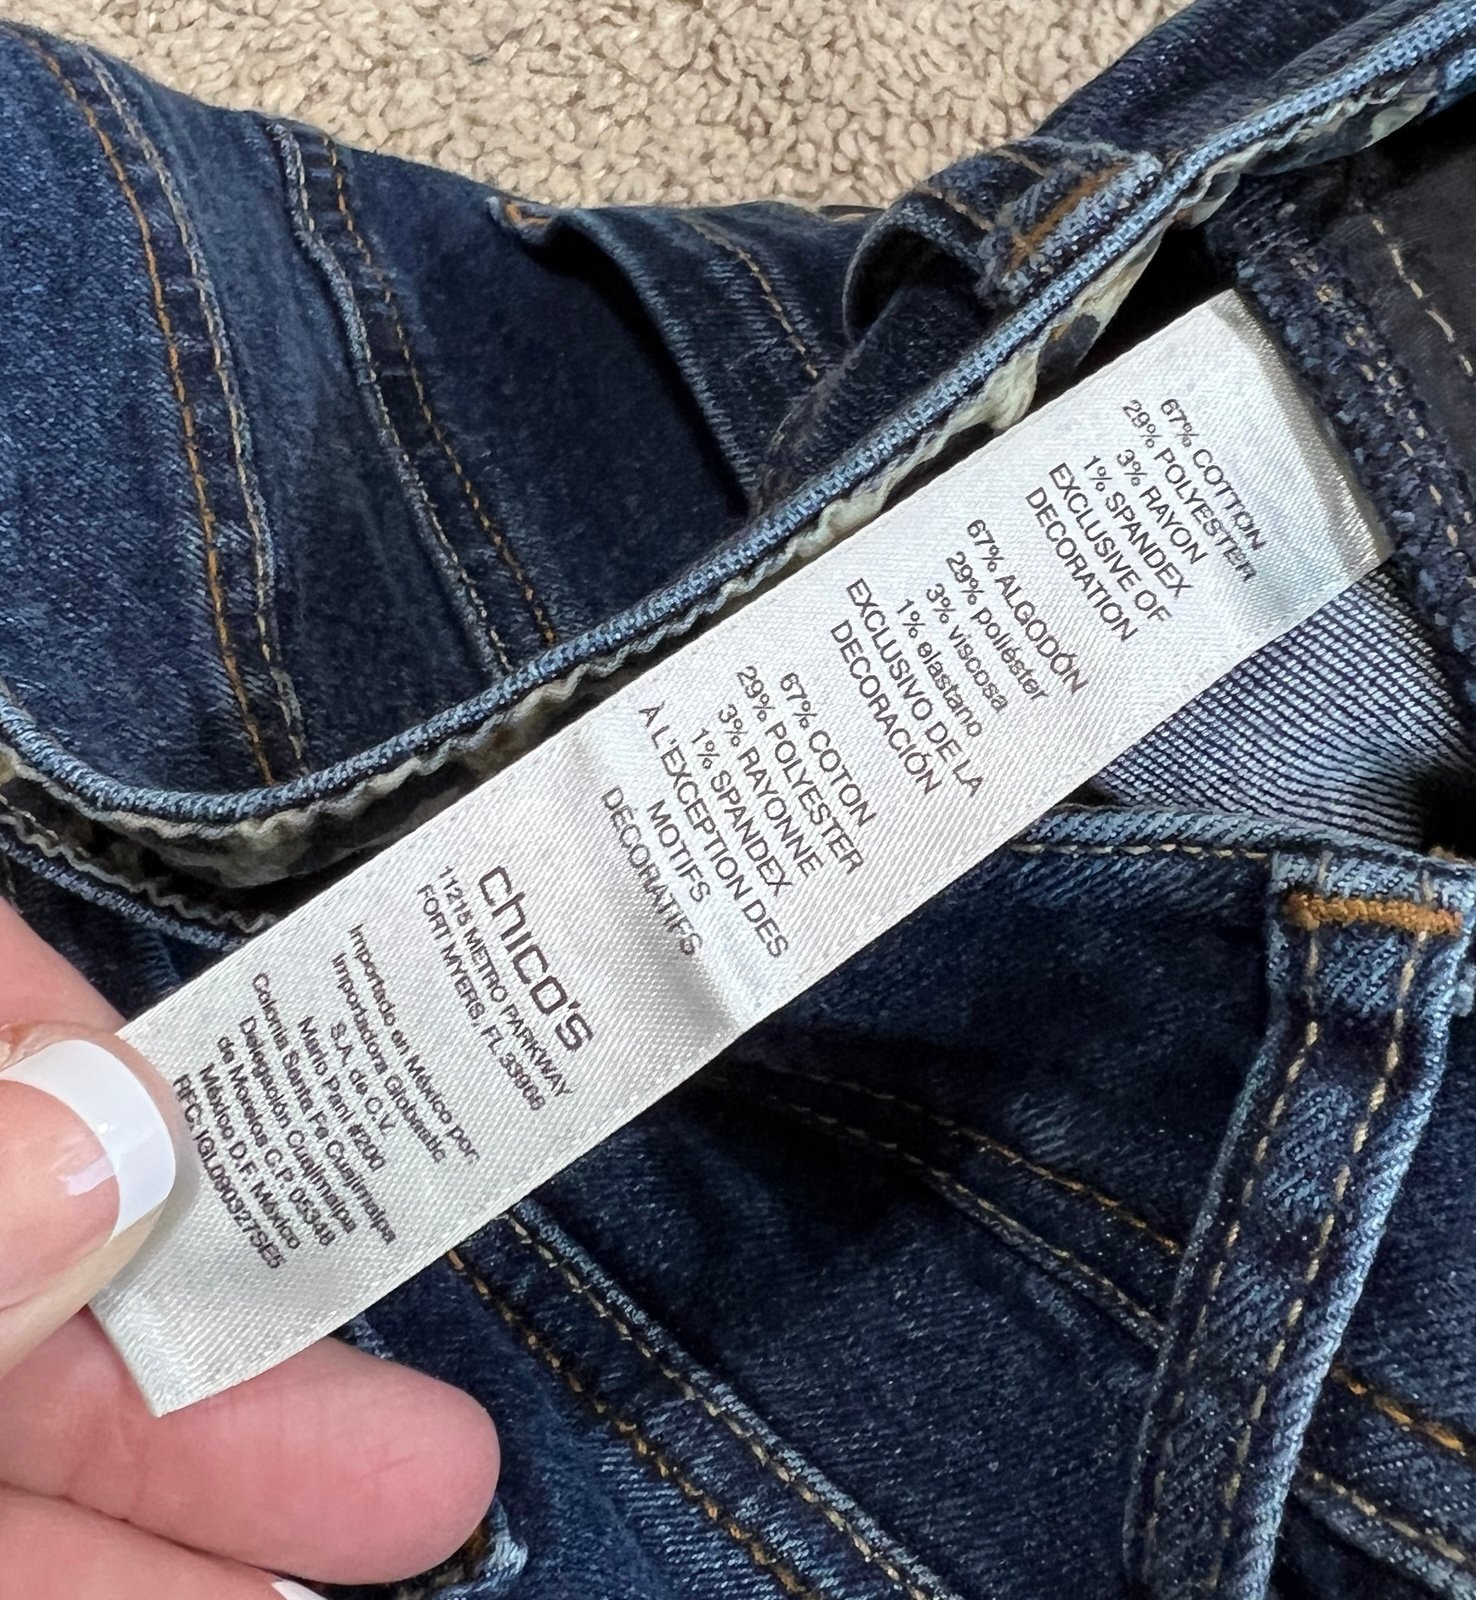 67% COTTON
29% POLYESTER
3% RAYON
1% SPANDEX
EXCLUSIVE OF
DECORATION
67% ALGODÓN
29% poliéster
3% viscosa
1% elastano
EXCLUSIVO DE LA
DECORACIÓN
67% COTON
29% POLYESTER
3% RAYONNE
1% SPANDEX
À L'EXCEPTION DES
MOTIFS
DÉCORATIFS
chico's
11215 METRO PARKWAY
FORT MYERS, FL 33966
Importado en México por:
Importadora Globastic
S.A. de C.V.
Mario Pani #200
Colonia Santa Fe Cuajimalpa
Delegación Cuajimalpa
de Morelos C.P. 05348
México D.F. México
RFC: IGL090327SE5